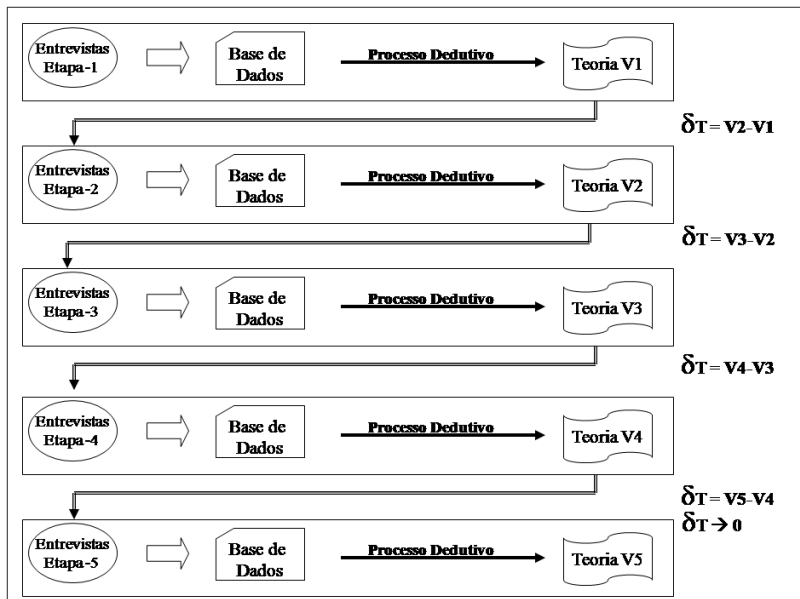 Entrevistas
Etapa-1
Base de
Dados
Processo Dedutivo
Teoria V1
δT = V2-V1
Entrevistas
Etapa-2
Base de
Dados
Processo Dedutivo
Teoria V2
δT = V3-V2
Entrevistas
Etapa-3
Base de
Dados
Processo Dedutivo
Teoria V3
δT = V4-V3
Entrevistas
Etapa-4
Base de
Dados
Processo Dedutivo
Teoria V4
δT = V5-V4
δT → 0
Entrevistas
Etapa-5
Base de
Dados
Processo Dedutivo
Teoria V5